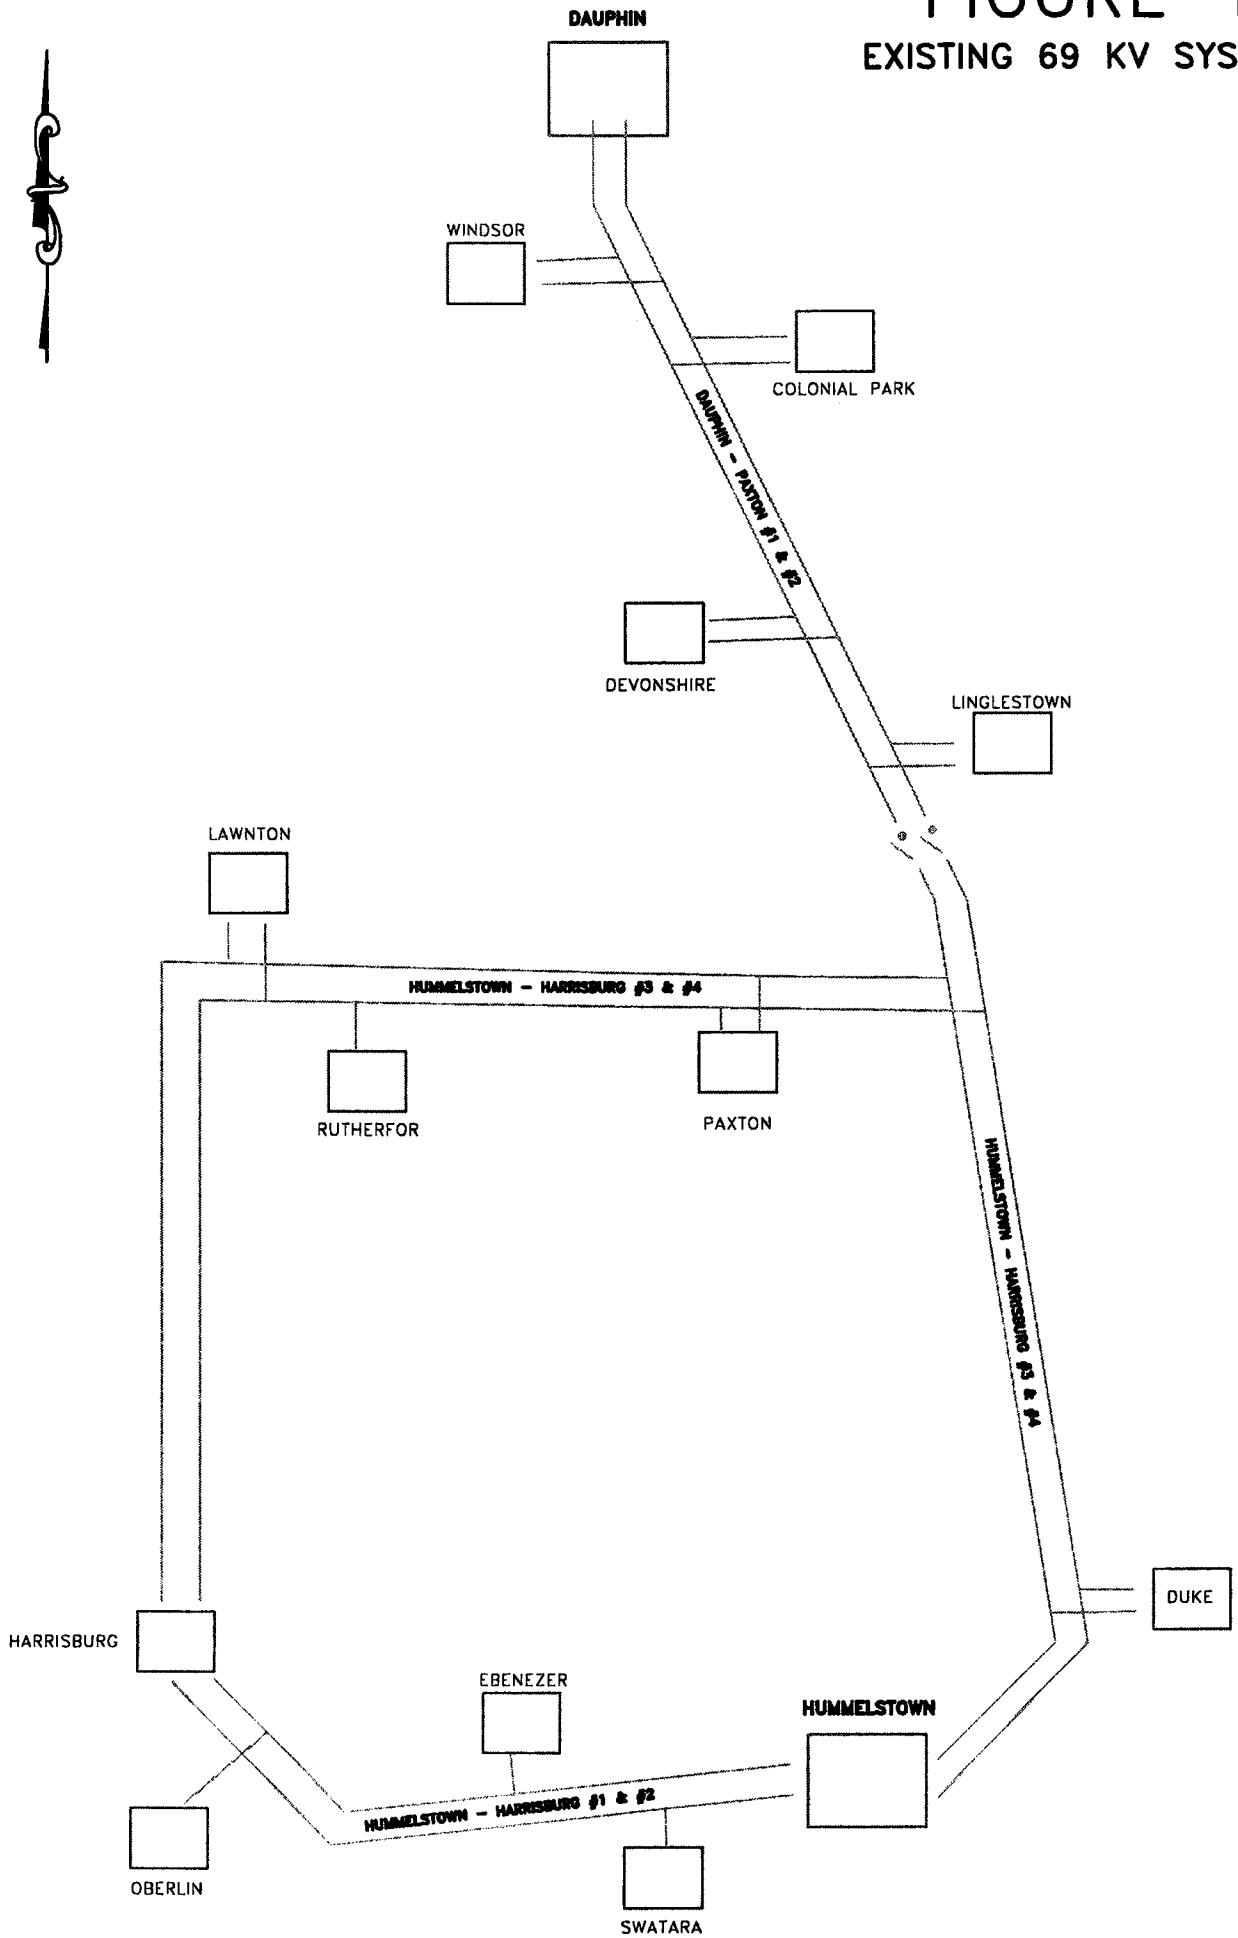 FIGURE
EXISTING 69 KV SYS
DAUPHIN
WINDSOR
COLONIAL PARK
DAUPHIN - PAXTON #1 & #2
DEVONSHIRE
LINGLESTOWN
LAWNTON
HUMMELSTOWN - HARRISBURG #3 & #4
RUTHERFOR
PAXTON
HUMMELSTOWN - HARRISBURG #3 & #4
DUKE
HARRISBURG
EBENEZER
HUMMELSTOWN
HUMMELSTOWN - HARRISBURG #1 & #2
OBERLIN
SWATARA